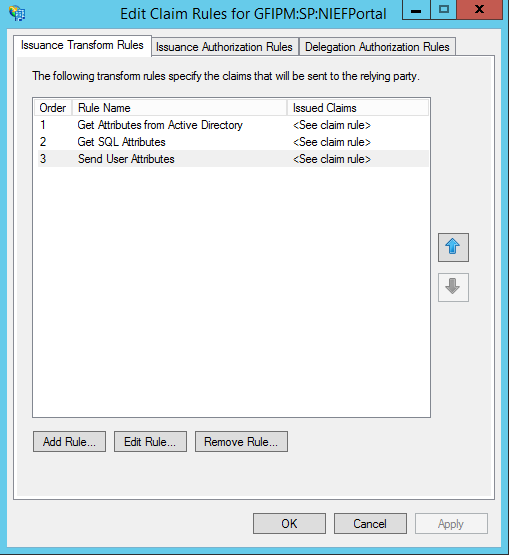 Edit Claim Rules for GFIPM:SP:NIEFPortal
Issuance Transform Rules Issuance Authorization Rules Delegation Authorization Rules
The following transform rules specify the claims that will be sent to the relying party.
Order Rule Name Issued Claims
1 Get Attributes from Active Directory <See claim rule>
2 Get SQL Attributes <See claim rule>
3 Send User Attributes <See claim rule>
Add Rule... Edit Rule... Remove Rule...
OK Cancel Apply